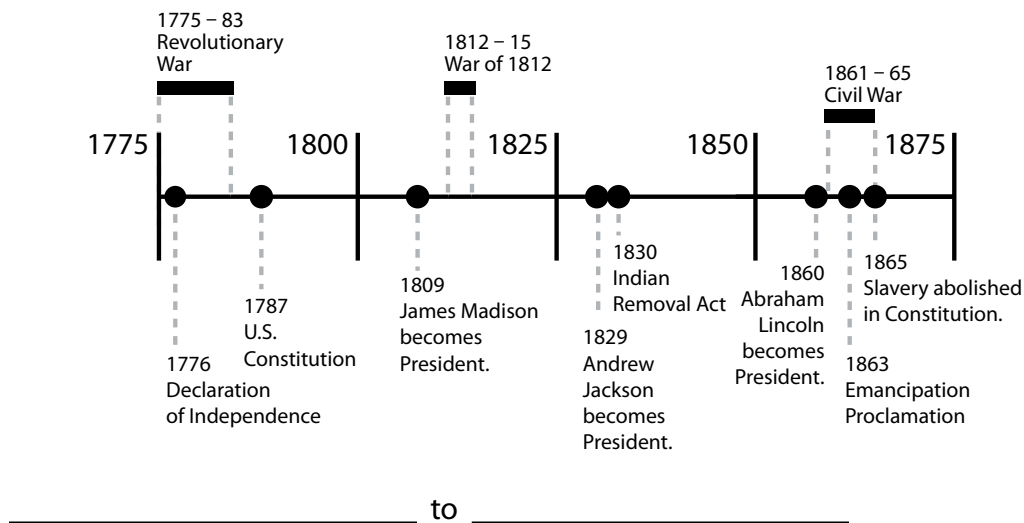 1775 – 83
Revolutionary
War
1812 – 15
War of 1812
1861 – 65
Civil War
1775
1800
1825
1850
1875
1776
Declaration
of Independence
1787
U.S.
Constitution
1809
James Madison
becomes
President.
1829
Andrew
Jackson
becomes
President.
1830
Indian
Removal Act
1860
Abraham
Lincoln
becomes
President.
1863
Emancipation
Proclamation
1865
Slavery abolished
in Constitution.
to